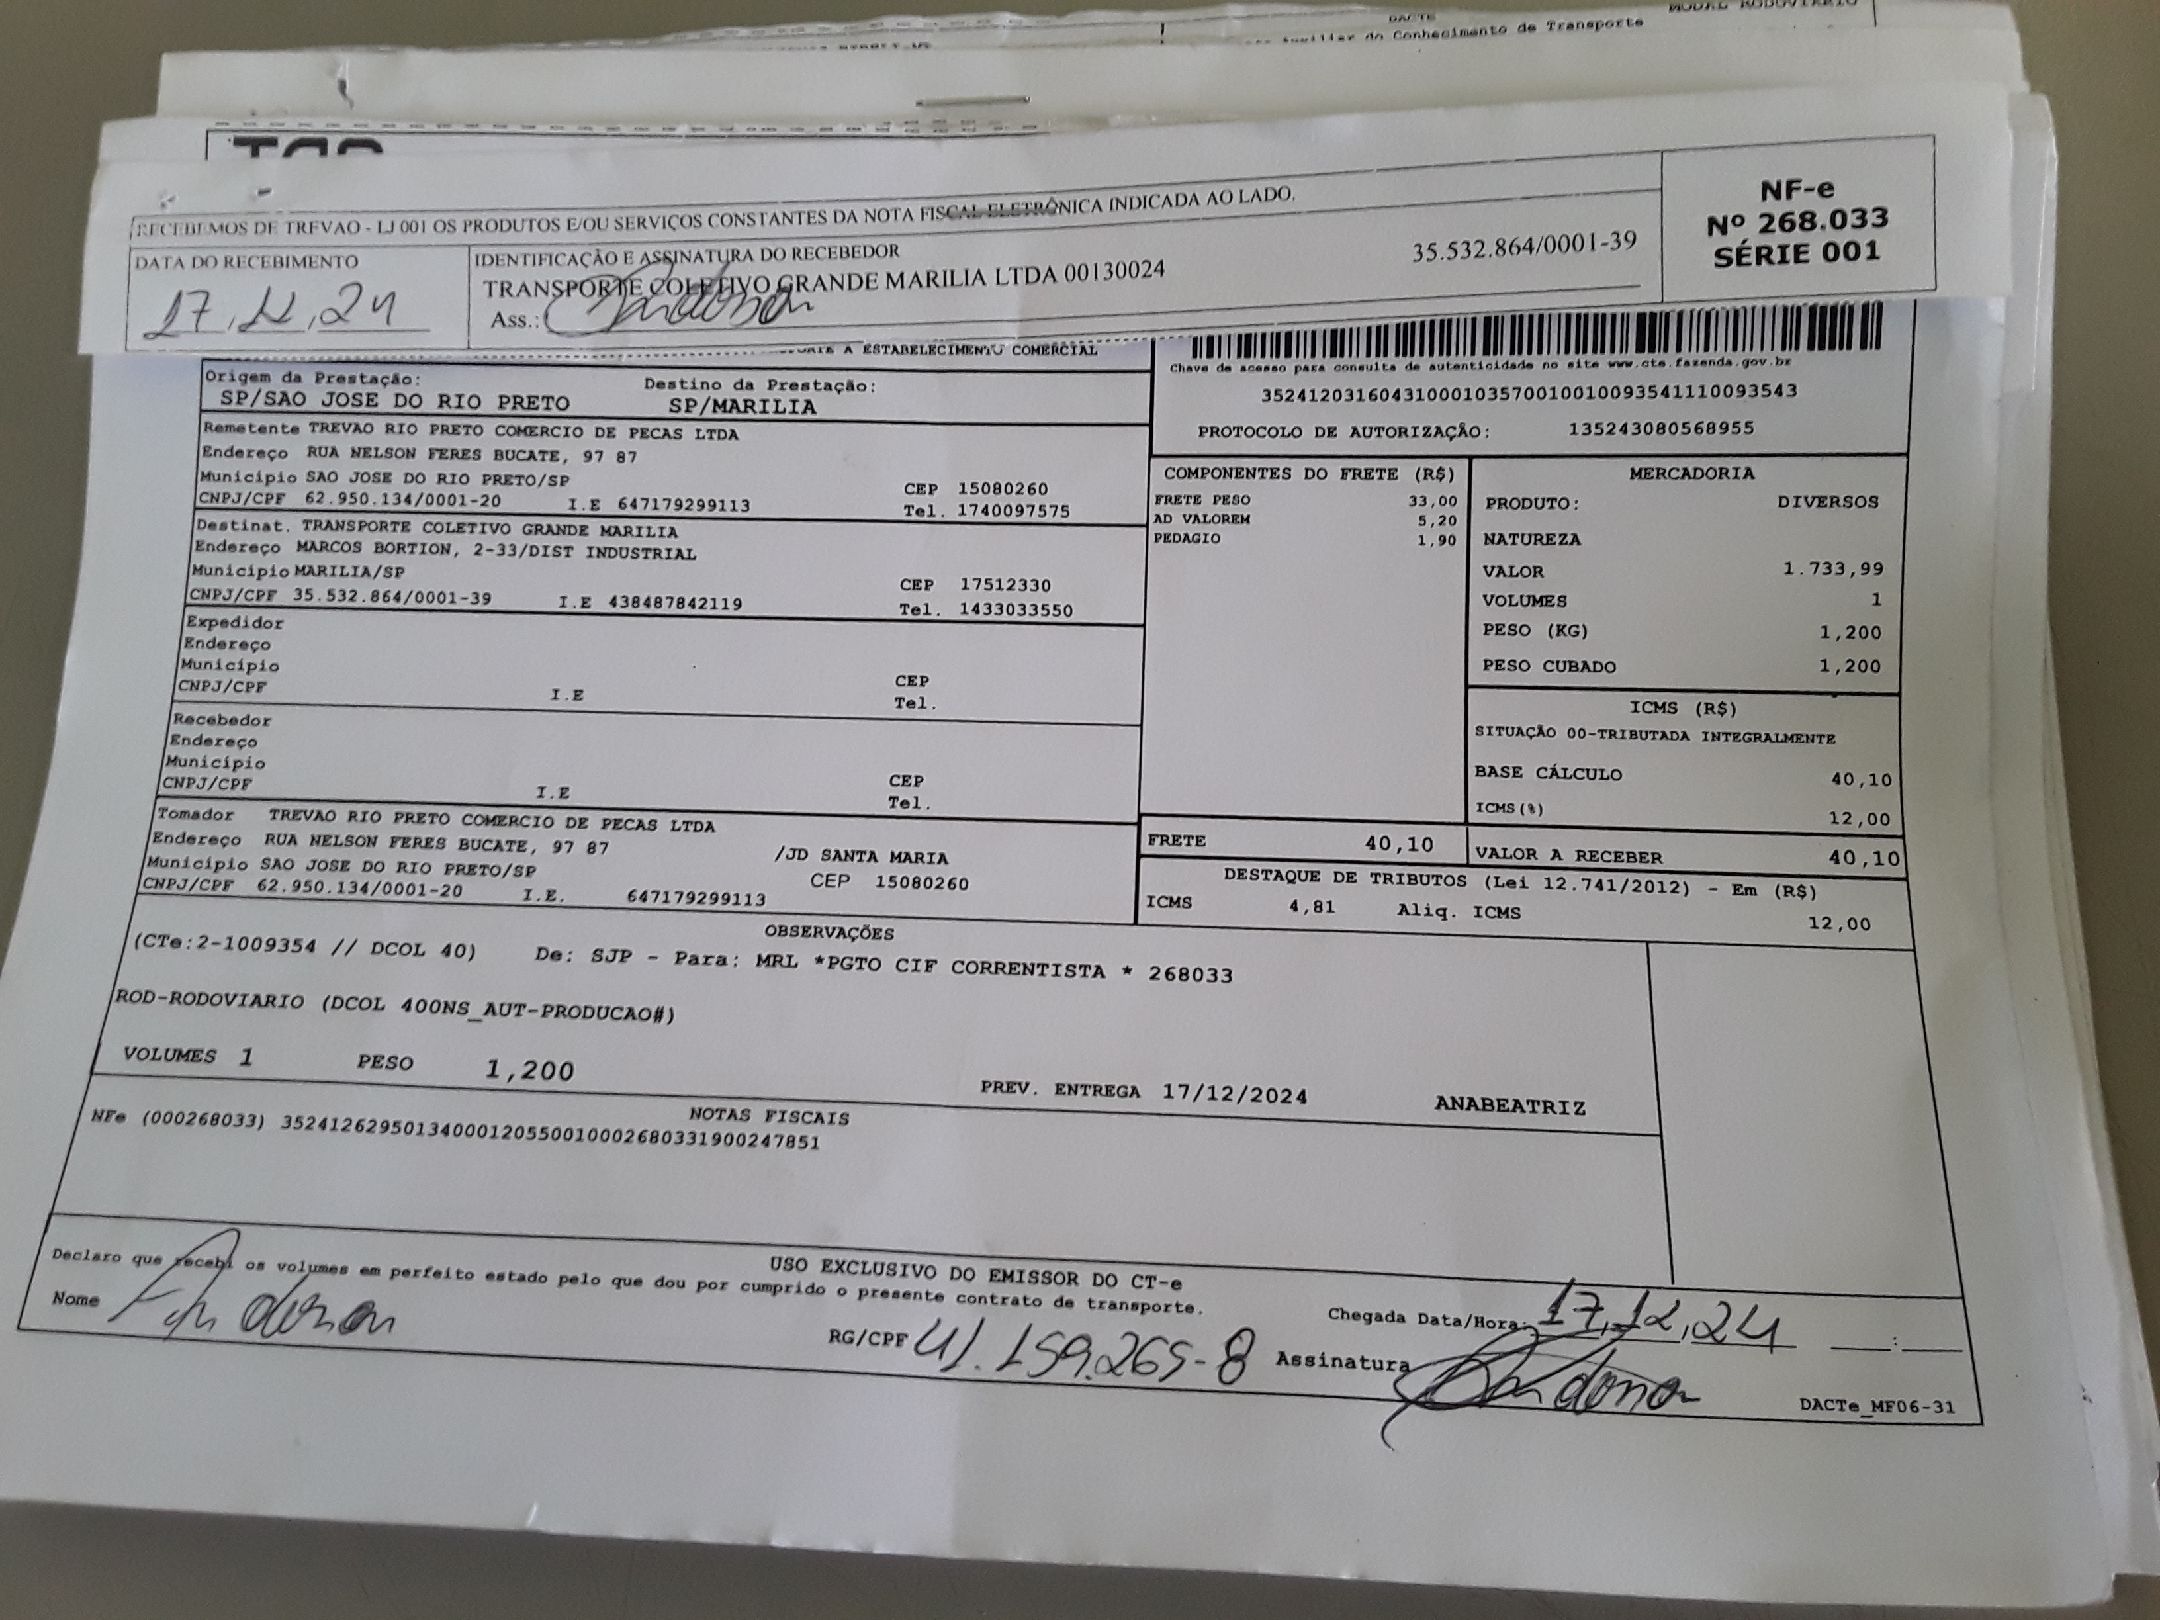 DACTE
MODAL RODOVIARIO
Auxiliar do Conhecimento de Transporte
RECEBEMOS DE TREVAO - LJ 001 OS PRODUTOS E/OU SERVIÇOS CONSTANTES DA NOTA FISCAL ELETRÔNICA INDICADA AO LADO.
NF-e
Nº 268.033
SÉRIE 001
DATA DO RECEBIMENTO
17,12,24
IDENTIFICAÇÃO E ASSINATURA DO RECEBEDOR
TRANSPORTE COLETIVO GRANDE MARILIA LTDA 00130024
35.532.864/0001-39
Ass.: Anderson
A ESTABELECIMENTO COMERCIAL
Chave de acesso para consulta de autenticidade no site www.cte.fazenda.gov.br
35241203160431000103570010010093541110093543
PROTOCOLO DE AUTORIZAÇÃO: 135243080568955
Origem da Prestação: Destino da Prestação:
SP/SAO JOSE DO RIO PRETO SP/MARILIA
Remetente TREVAO RIO PRETO COMERCIO DE PECAS LTDA
Endereço RUA NELSON FERES BUCATE, 97 87
Município SAO JOSE DO RIO PRETO/SP CEP 15080260
CNPJ/CPF 62.950.134/0001-20 I.E 647179299113 Tel. 1740097575
Destinat. TRANSPORTE COLETIVO GRANDE MARILIA
Endereço MARCOS BORTION, 2-33/DIST INDUSTRIAL
Município MARILIA/SP CEP 17512330
CNPJ/CPF 35.532.864/0001-39 I.E 438487842119 Tel. 1433033550
Expedidor
Endereço
Município CEP
CNPJ/CPF I.E Tel.
Recebedor
Endereço
Município CEP
CNPJ/CPF I.E Tel.
Tomador TREVAO RIO PRETO COMERCIO DE PECAS LTDA
Endereço RUA NELSON FERES BUCATE, 97 87 /JD SANTA MARIA
Município SAO JOSE DO RIO PRETO/SP CEP 15080260
CNPJ/CPF 62.950.134/0001-20 I.E. 647179299113
COMPONENTES DO FRETE (R$)
FRETE PESO 33,00
AD VALOREM 5,20
PEDAGIO 1,90
MERCADORIA
PRODUTO: DIVERSOS
NATUREZA
VALOR 1.733,99
VOLUMES 1
PESO (KG) 1,200
PESO CUBADO 1,200
ICMS (R$)
SITUAÇÃO 00-TRIBUTADA INTEGRALMENTE
BASE CÁLCULO 40,10
ICMS(%) 12,00
FRETE 40,10 VALOR A RECEBER 40,10
DESTAQUE DE TRIBUTOS (Lei 12.741/2012) - Em (R$)
ICMS 4,81 Aliq. ICMS 12,00
OBSERVAÇÕES
(CTe:2-1009354 // DCOL 40) De: SJP - Para: MRL *PGTO CIF CORRENTISTA * 268033
ROD-RODOVIARIO (DCOL 400NS_AUT-PRODUCAO#)
VOLUMES 1 PESO 1,200 PREV. ENTREGA 17/12/2024 ANABEATRIZ
NOTAS FISCAIS
NFe (000268033) 35241262950134000120550010002680331900247851
USO EXCLUSIVO DO EMISSOR DO CT-e
Declaro que recebi os volumes em perfeito estado pelo que dou por cumprido o presente contrato de transporte.
Nome Anderson RG/CPF 41.159.265-8 Chegada Data/Hora: 17,12,24 :
Assinatura Anderson
DACTe_MF06-31